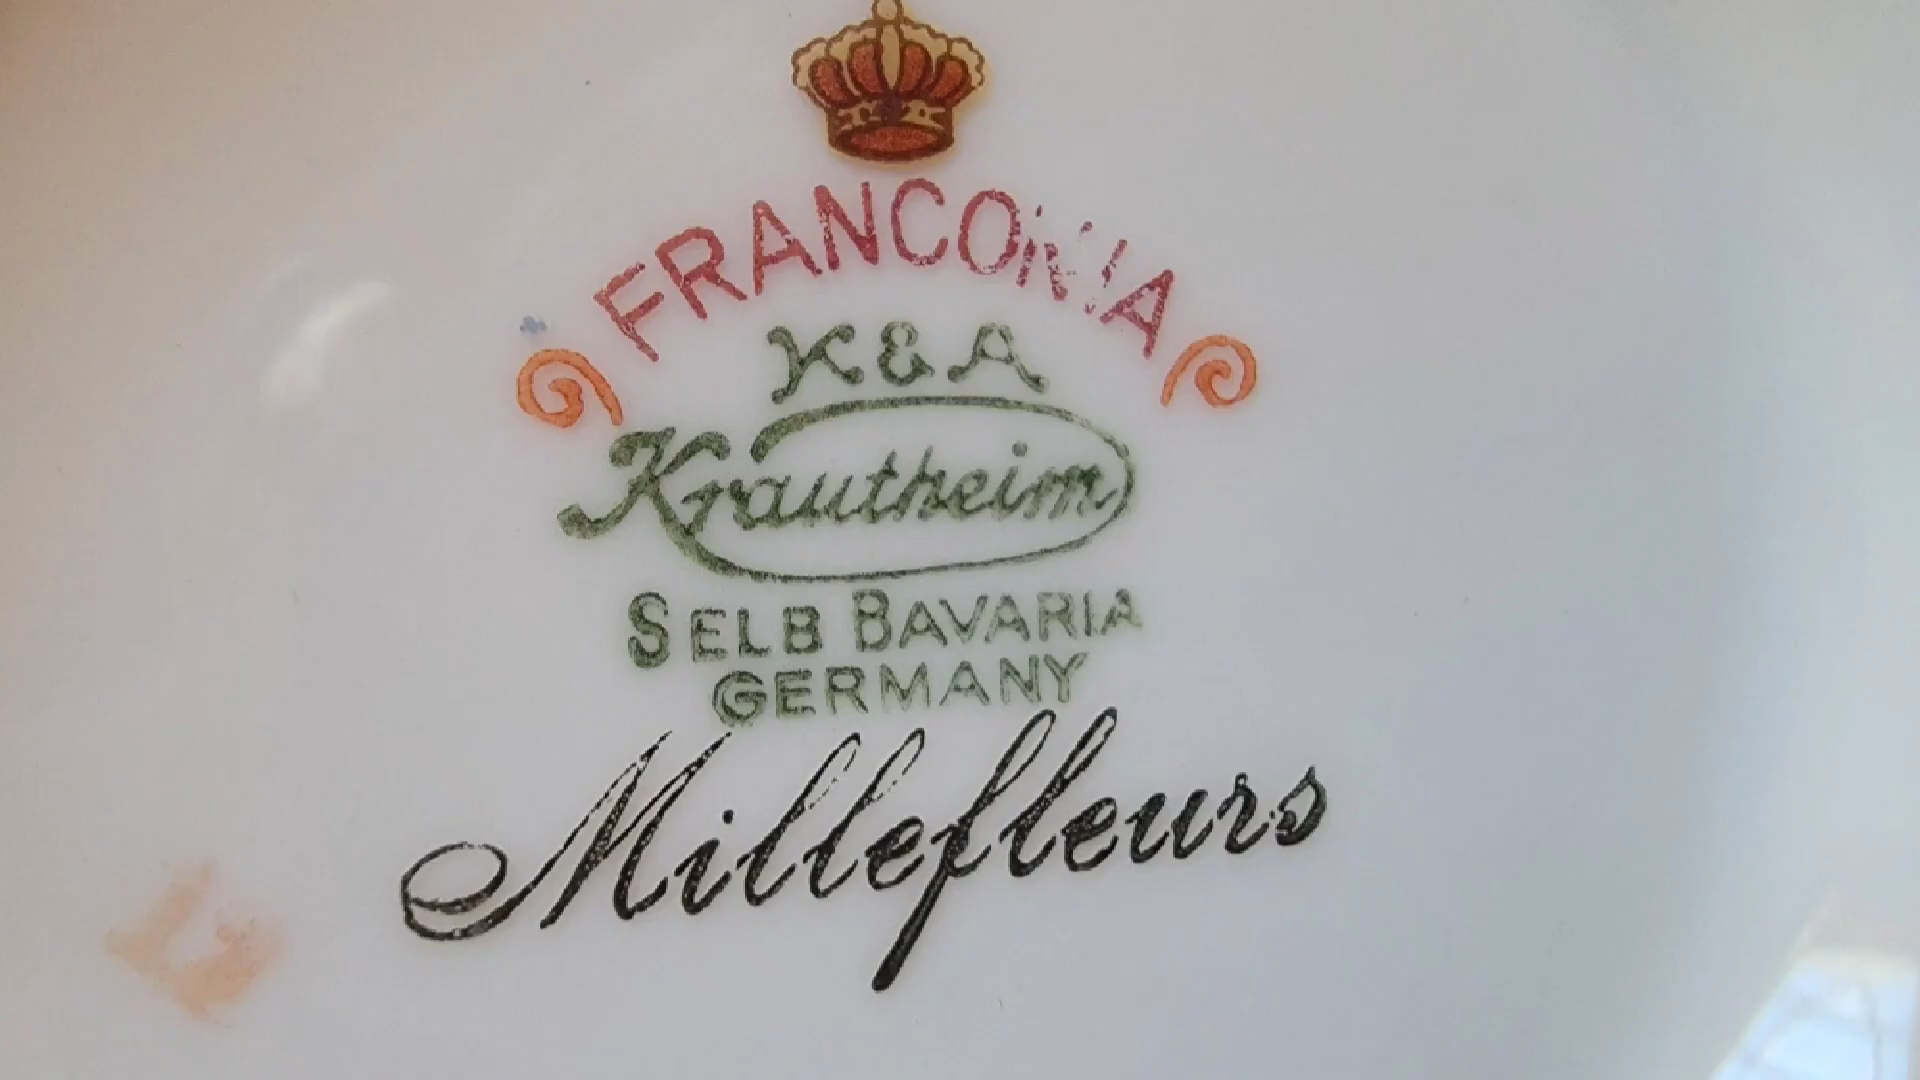 FRANCONIA
K&A
Krautheim
SELB BAVARIA
GERMANY
Millefleurs